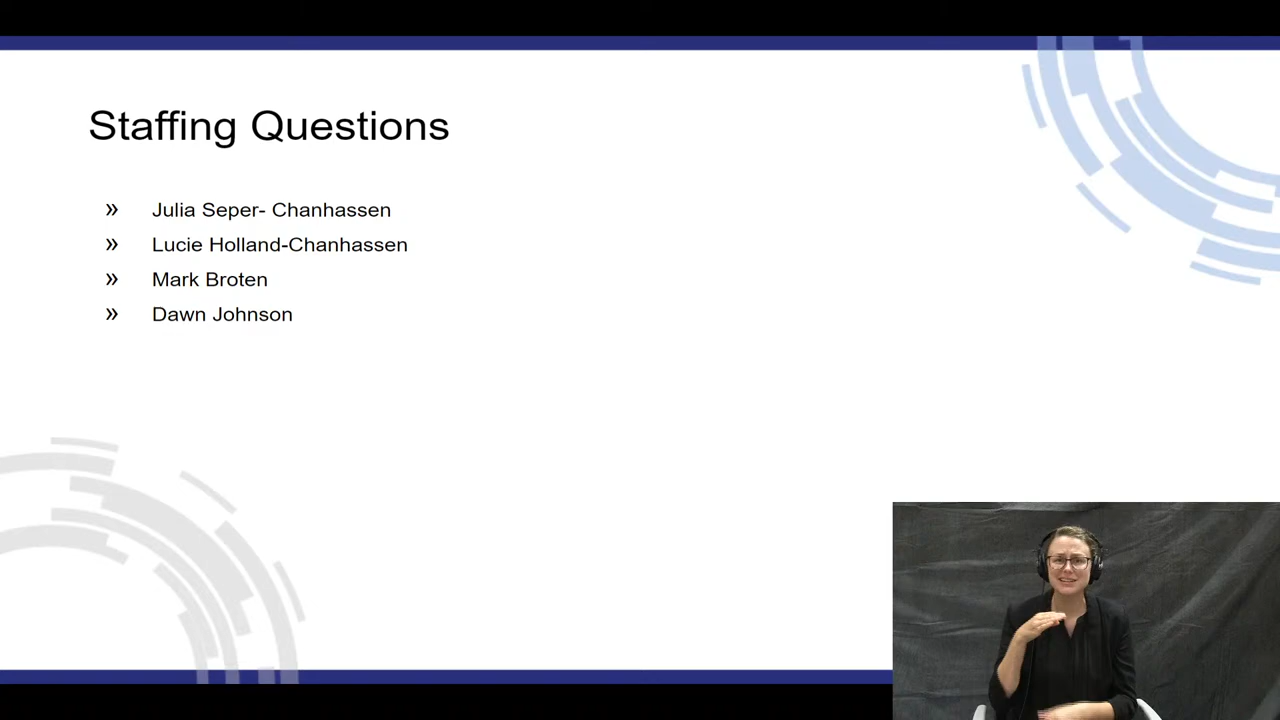 Staffing Questions
» Julia Seper- Chanhassen
» Lucie Holland-Chanhassen
» Mark Broten
» Dawn Johnson